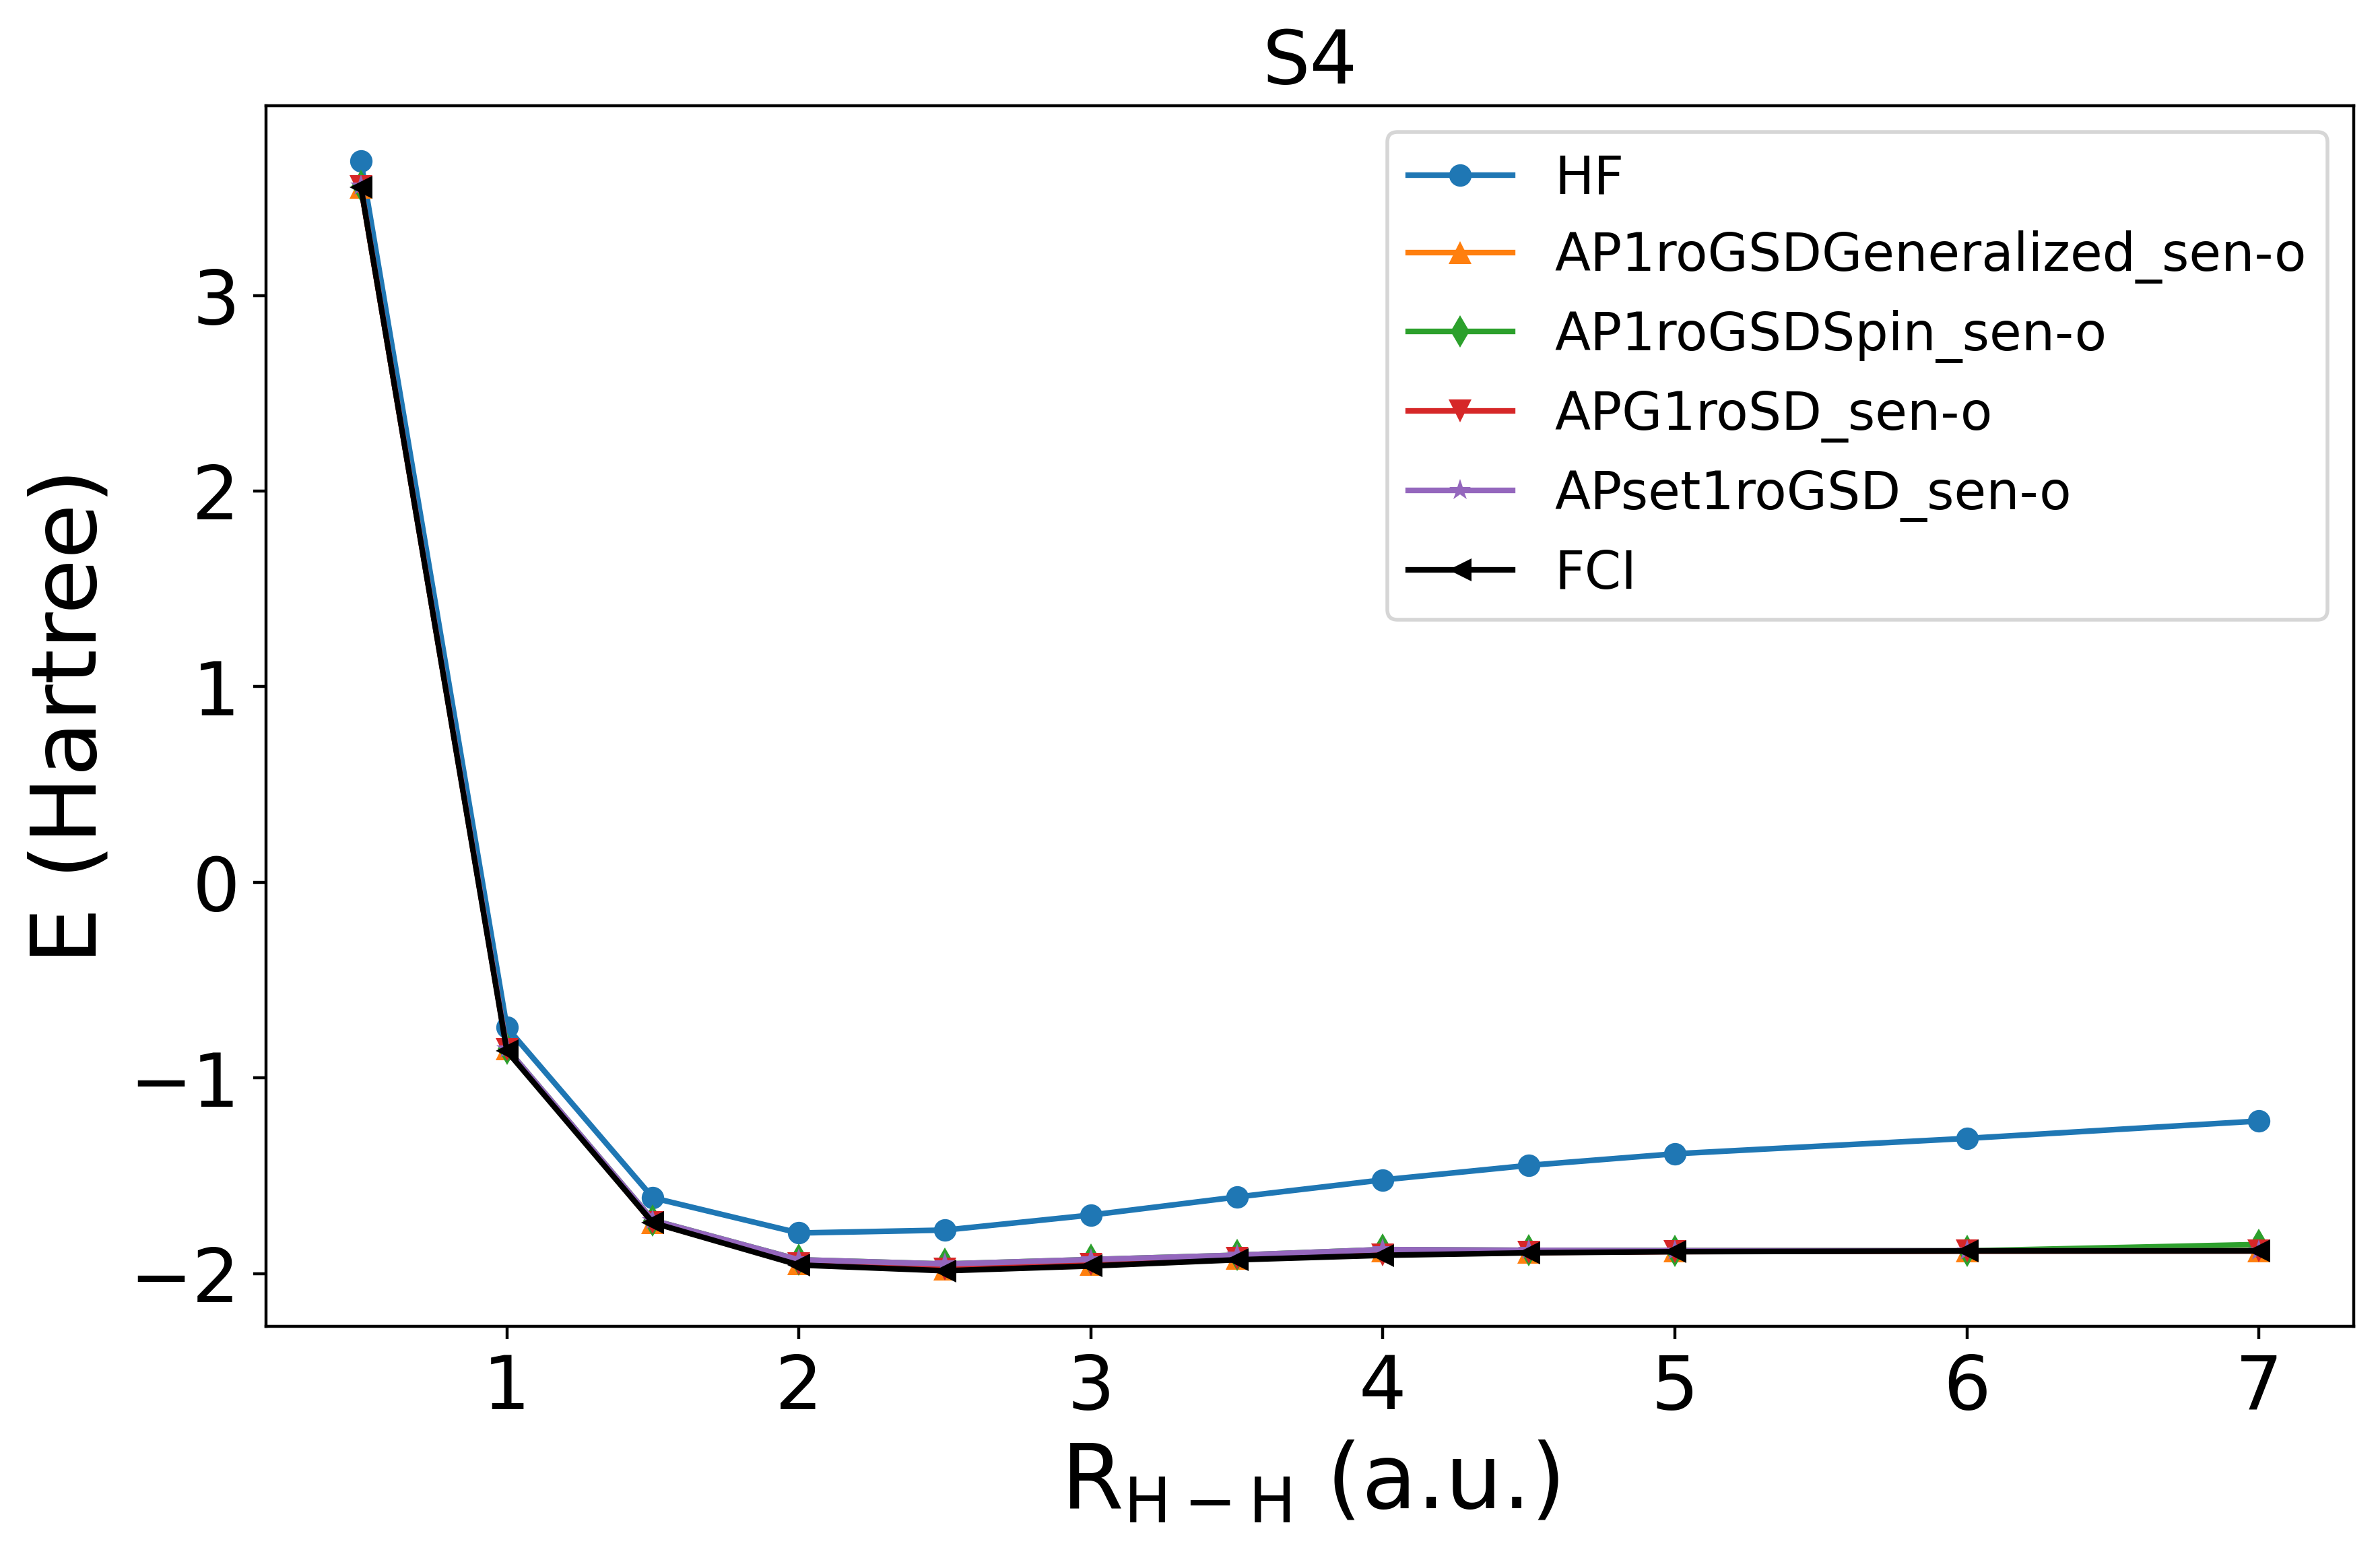 S4
E (Hartree)
3
2
1
0
−1
−2
HF
AP1roGSDGeneralized_sen-o
AP1roGSDSpin_sen-o
APG1roSD_sen-o
APset1roGSD_sen-o
FCI
1 2 3 4 5 6 7
R_H−H (a.u.)